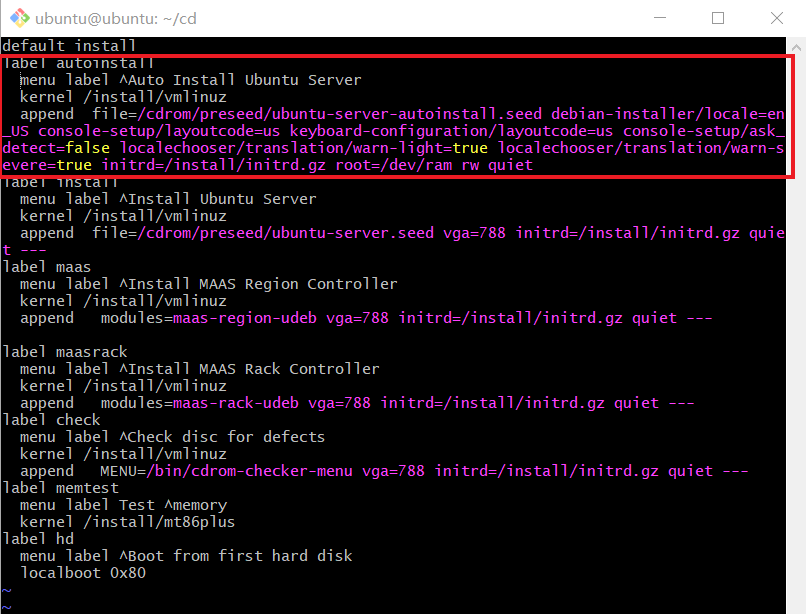 ubuntu@ubuntu: ~/cd
default install
label autoinstall
  menu label ^Auto Install Ubuntu Server
  kernel /install/vmlinuz
  append  file=/cdrom/preseed/ubuntu-server-autoinstall.seed debian-installer/locale=en
_US console-setup/layoutcode=us keyboard-configuration/layoutcode=us console-setup/ask_
detect=false localechooser/translation/warn-light=true localechooser/translation/warn-s
evere=true initrd=/install/initrd.gz root=/dev/ram rw quiet
label install
  menu label ^Install Ubuntu Server
  kernel /install/vmlinuz
  append  file=/cdrom/preseed/ubuntu-server.seed vga=788 initrd=/install/initrd.gz quie
t ---
label maas
  menu label ^Install MAAS Region Controller
  kernel /install/vmlinuz
  append   modules=maas-region-udeb vga=788 initrd=/install/initrd.gz quiet ---

label maasrack
  menu label ^Install MAAS Rack Controller
  kernel /install/vmlinuz
  append   modules=maas-rack-udeb vga=788 initrd=/install/initrd.gz quiet ---
label check
  menu label ^Check disc for defects
  kernel /install/vmlinuz
  append   MENU=/bin/cdrom-checker-menu vga=788 initrd=/install/initrd.gz quiet ---
label memtest
  menu label Test ^memory
  kernel /install/mt86plus
label hd
  menu label ^Boot from first hard disk
  localboot 0x80
~
~